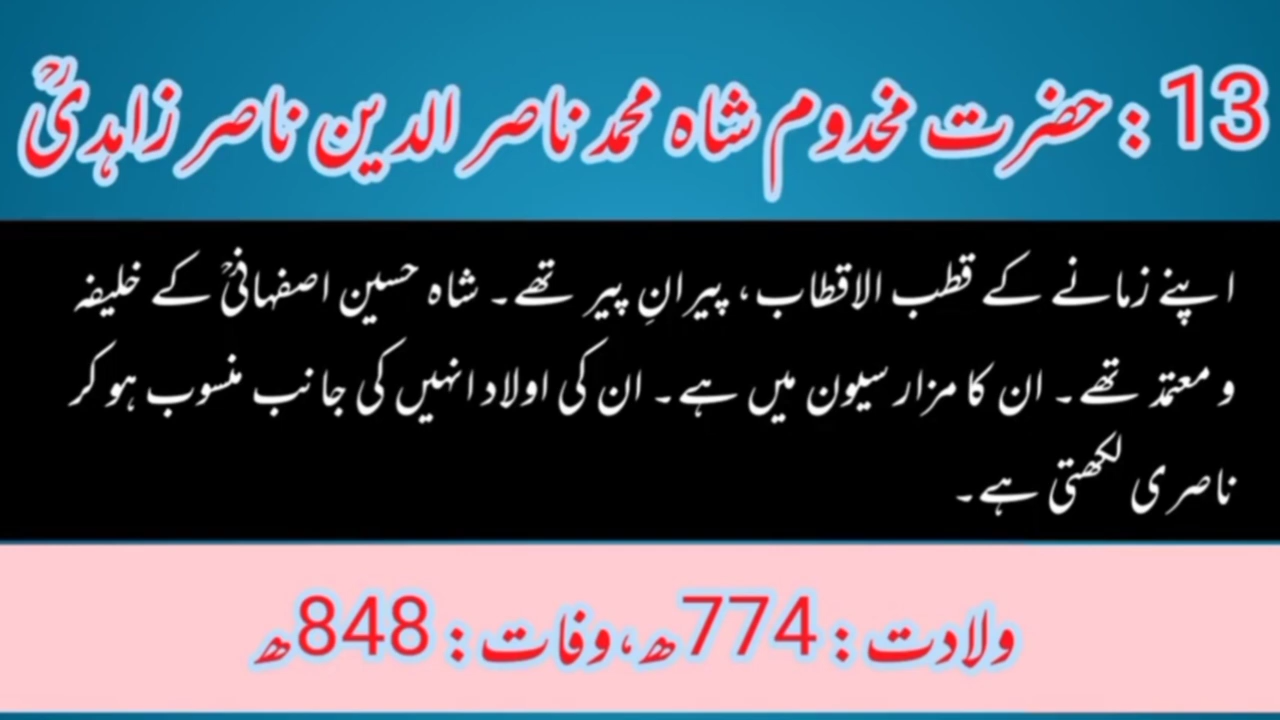 13 : حضرت مخدوم شاہ محمد ناصر الدین ناصر زاہدیؒ
اپنے زمانے کے قطب الاقطاب، پیرانِ پیر تھے۔ شاہ حسین اصفہانیؒ کے خلیفہ
و معتمد تھے۔ ان کا مزار سیون میں ہے۔ ان کی اولاد انہیں کی جانب منسوب ہو کر
ناصری لکھتی ہے۔
ولادت : 774ھ، وفات : 848ھ